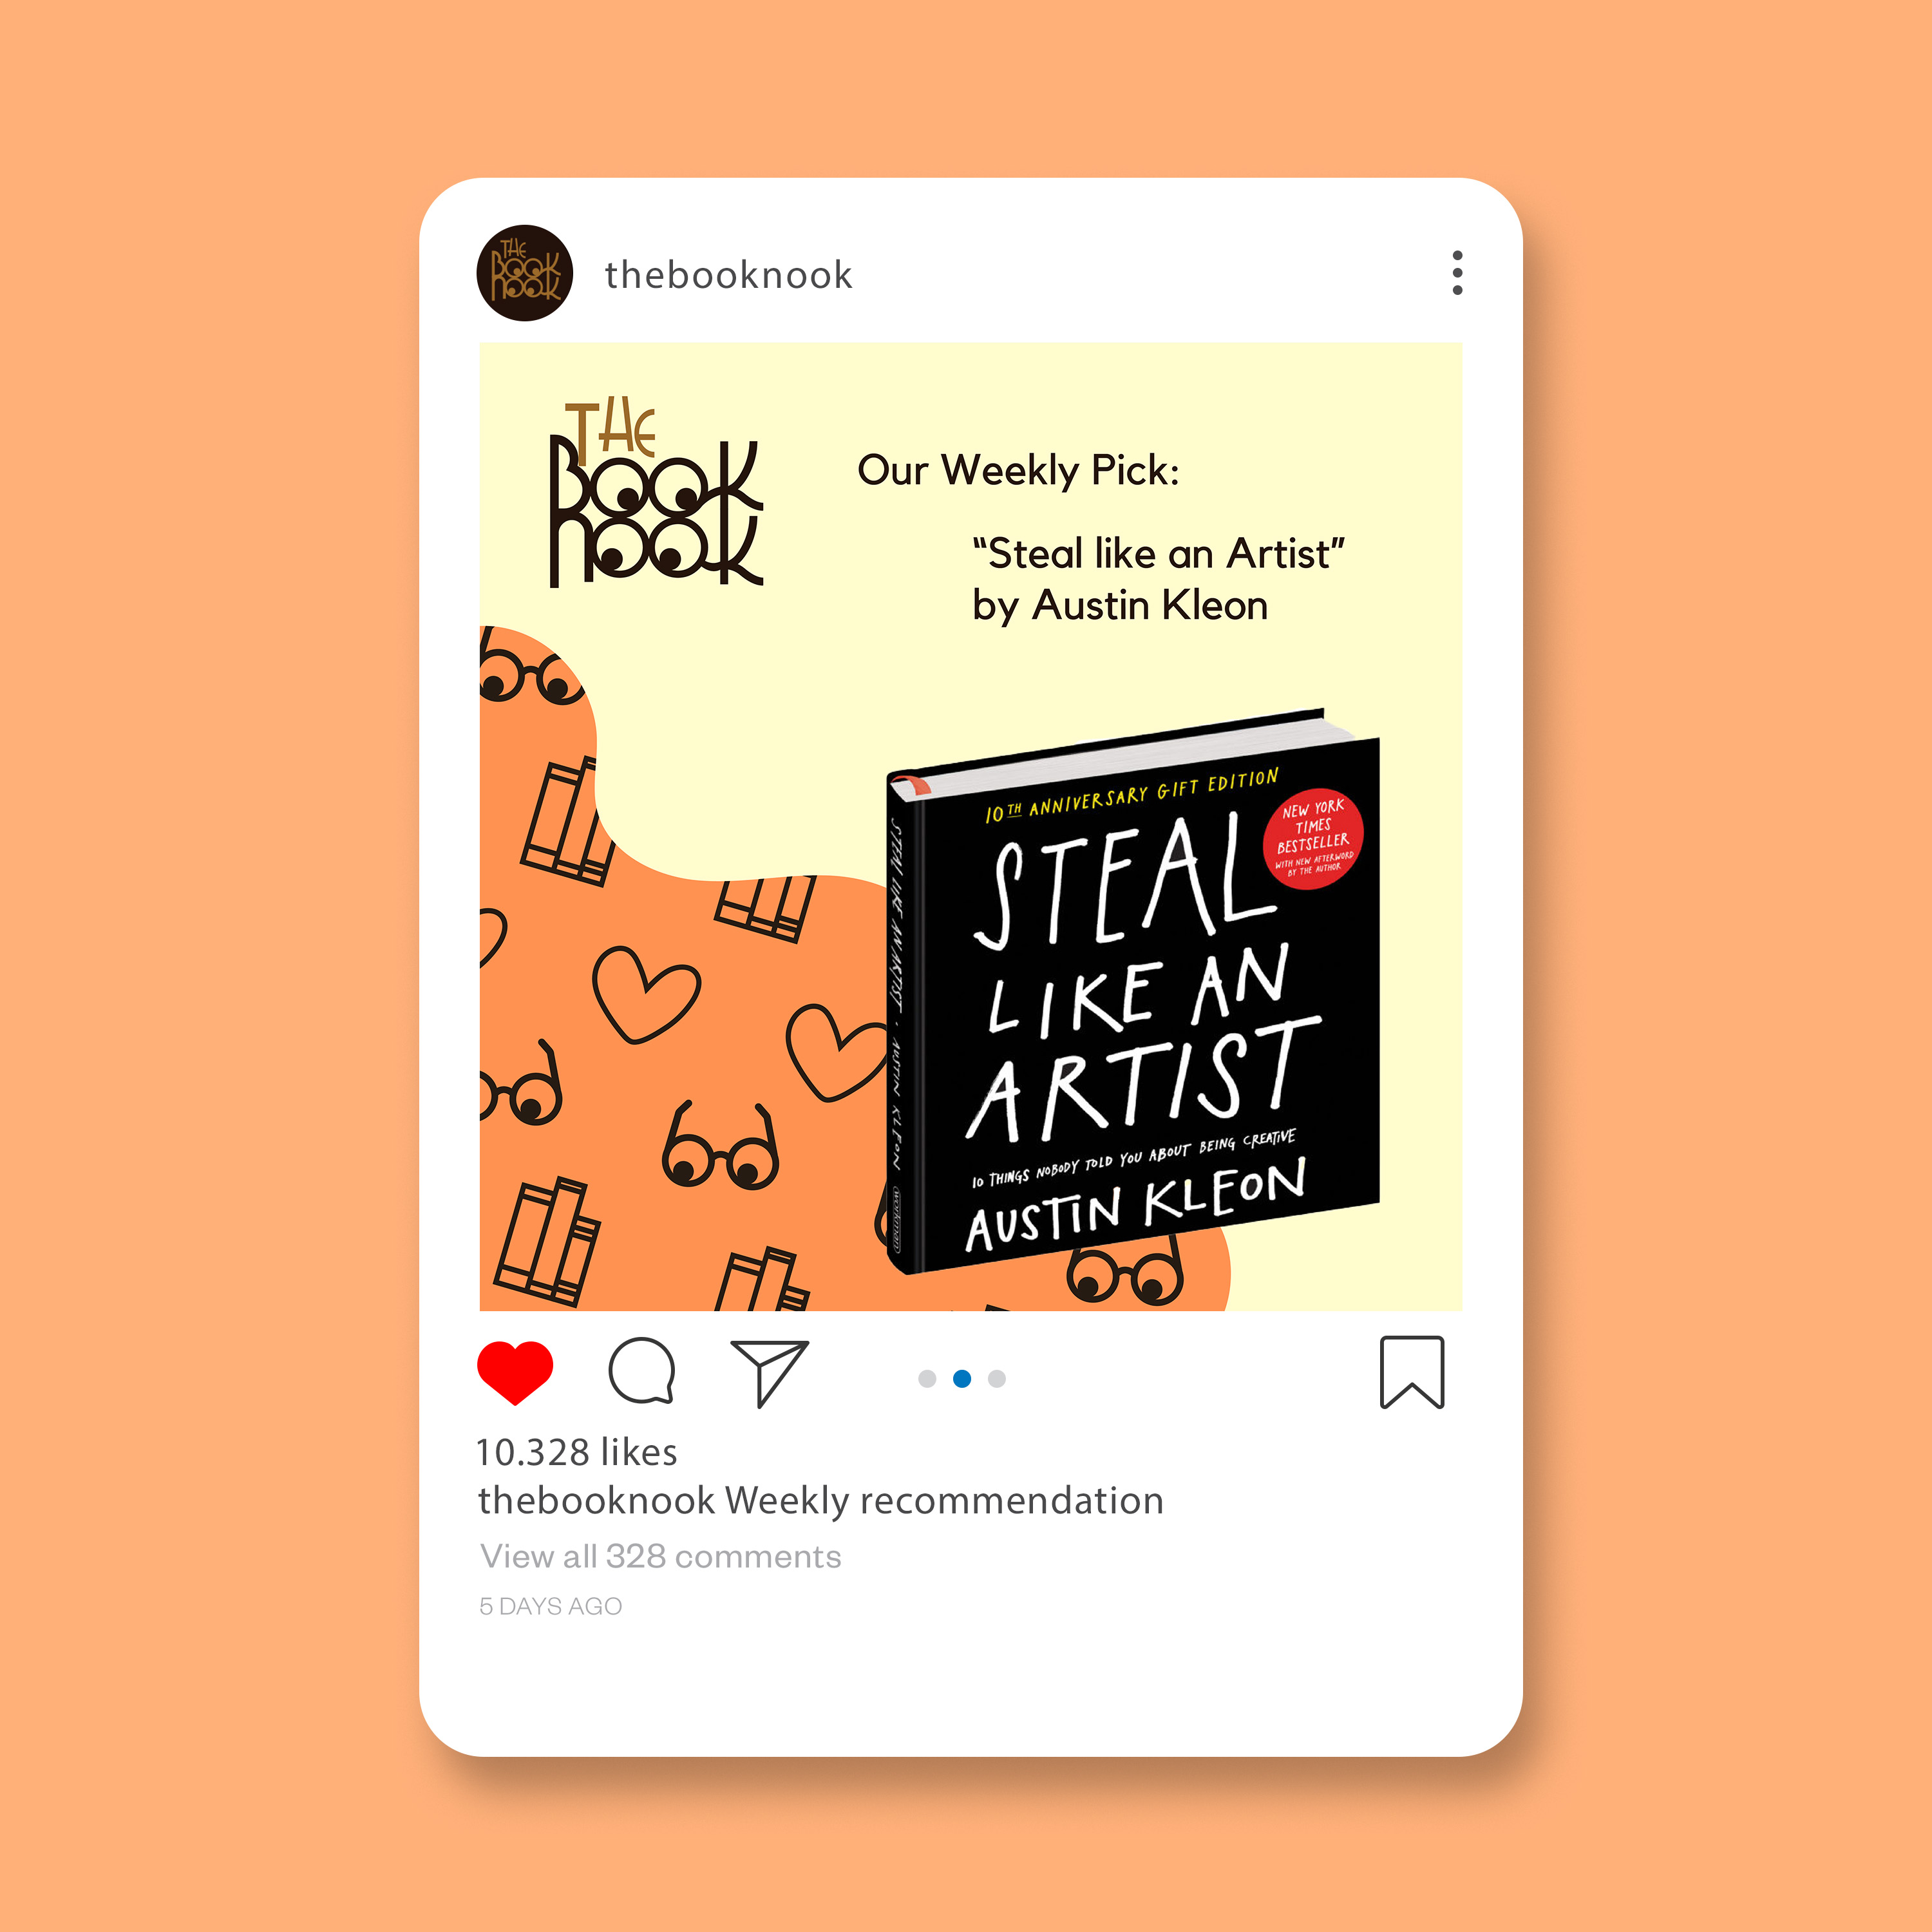 THE
BOOK
NOOK
thebooknook
THE
BOOK
NOOK
Our Weekly Pick:
“Steal like an Artist”
by Austin Kleon
10TH ANNIVERSARY GIFT EDITION
NEW YORK
TIMES
BESTSELLER
WITH NEW AFTERWORD
BY THE AUTHOR
STEAL
LIKE AN
ARTIST
10 THINGS NOBODY TOLD YOU ABOUT BEING CREATIVE
AUSTIN KLEON
STEAL LIKE AN ARTIST · AUSTIN KLEON workman
10.328 likes
thebooknook Weekly recommendation
View all 328 comments
5 DAYS AGO